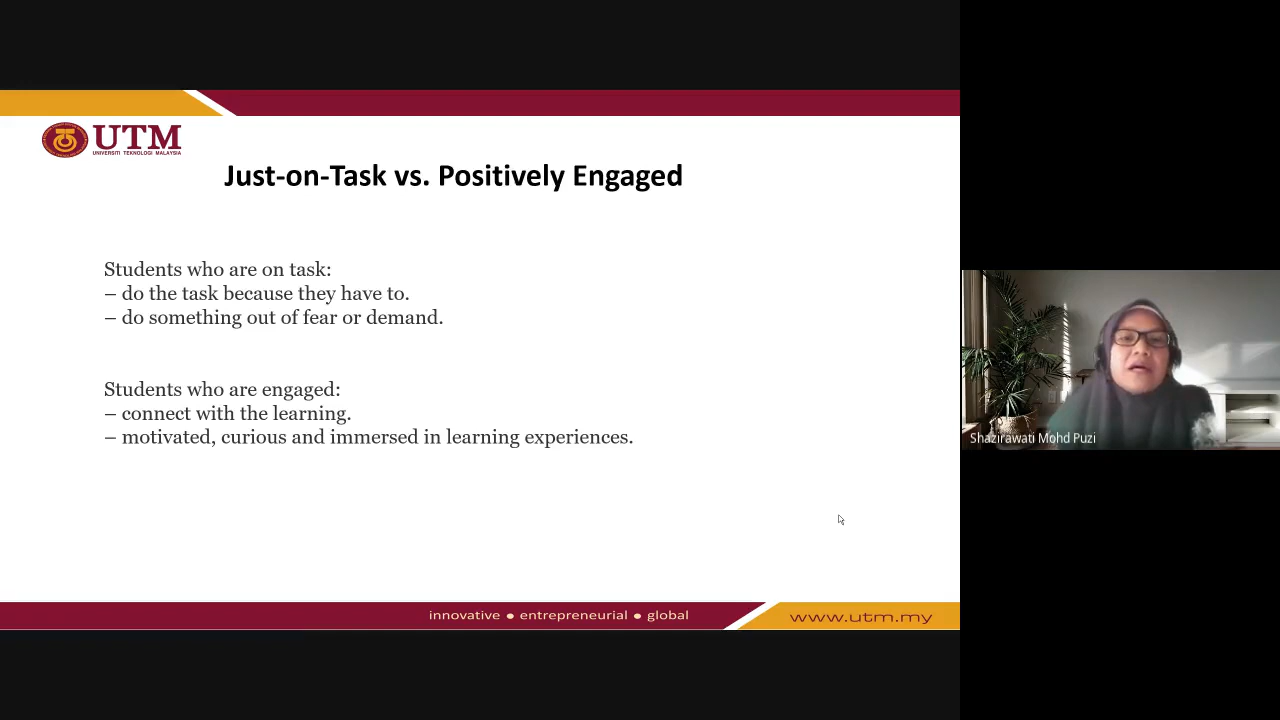 UTM
UNIVERSITI TEKNOLOGI MALAYSIA
Just-on-Task vs. Positively Engaged
Students who are on task:
– do the task because they have to.
– do something out of fear or demand.
Students who are engaged:
– connect with the learning.
– motivated, curious and immersed in learning experiences.
Shazirawati Mohd Puzi
innovative ● entrepreneurial ● global
www.utm.my